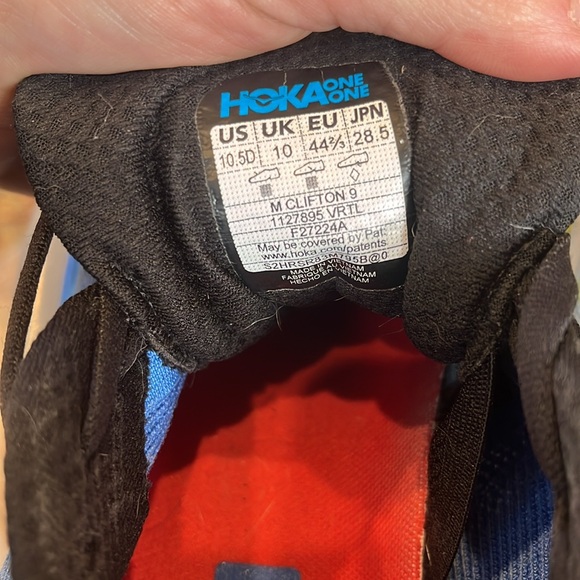 HOKA ONE ONE
US UK EU JPN
10.5D 10 44⅔ 28.5
M CLIFTON 9
1127895 VRTL
F27224A
May be covered by Pat:
www.hoka.com/patents
MADE IN VIETNAM
FABRIQUÉ AU VIETNAM
HECHO EN VIETNAM